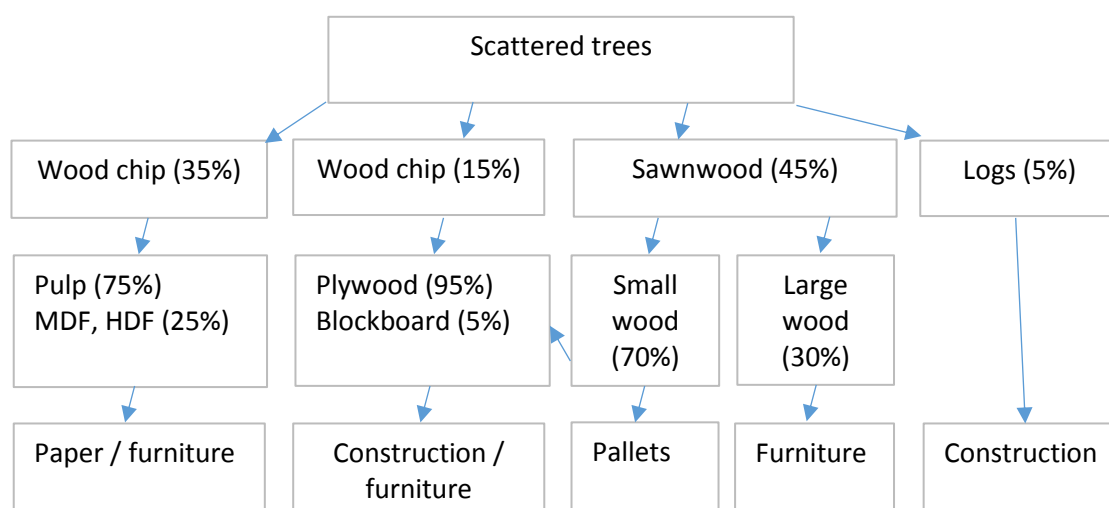 Scattered trees
Wood chip (35%)
Wood chip (15%)
Sawnwood (45%)
Logs (5%)
Pulp (75%)
MDF, HDF (25%)
Plywood (95%)
Blockboard (5%)
Small
wood
(70%)
Large
wood
(30%)
Paper / furniture
Construction /
furniture
Pallets
Furniture
Construction